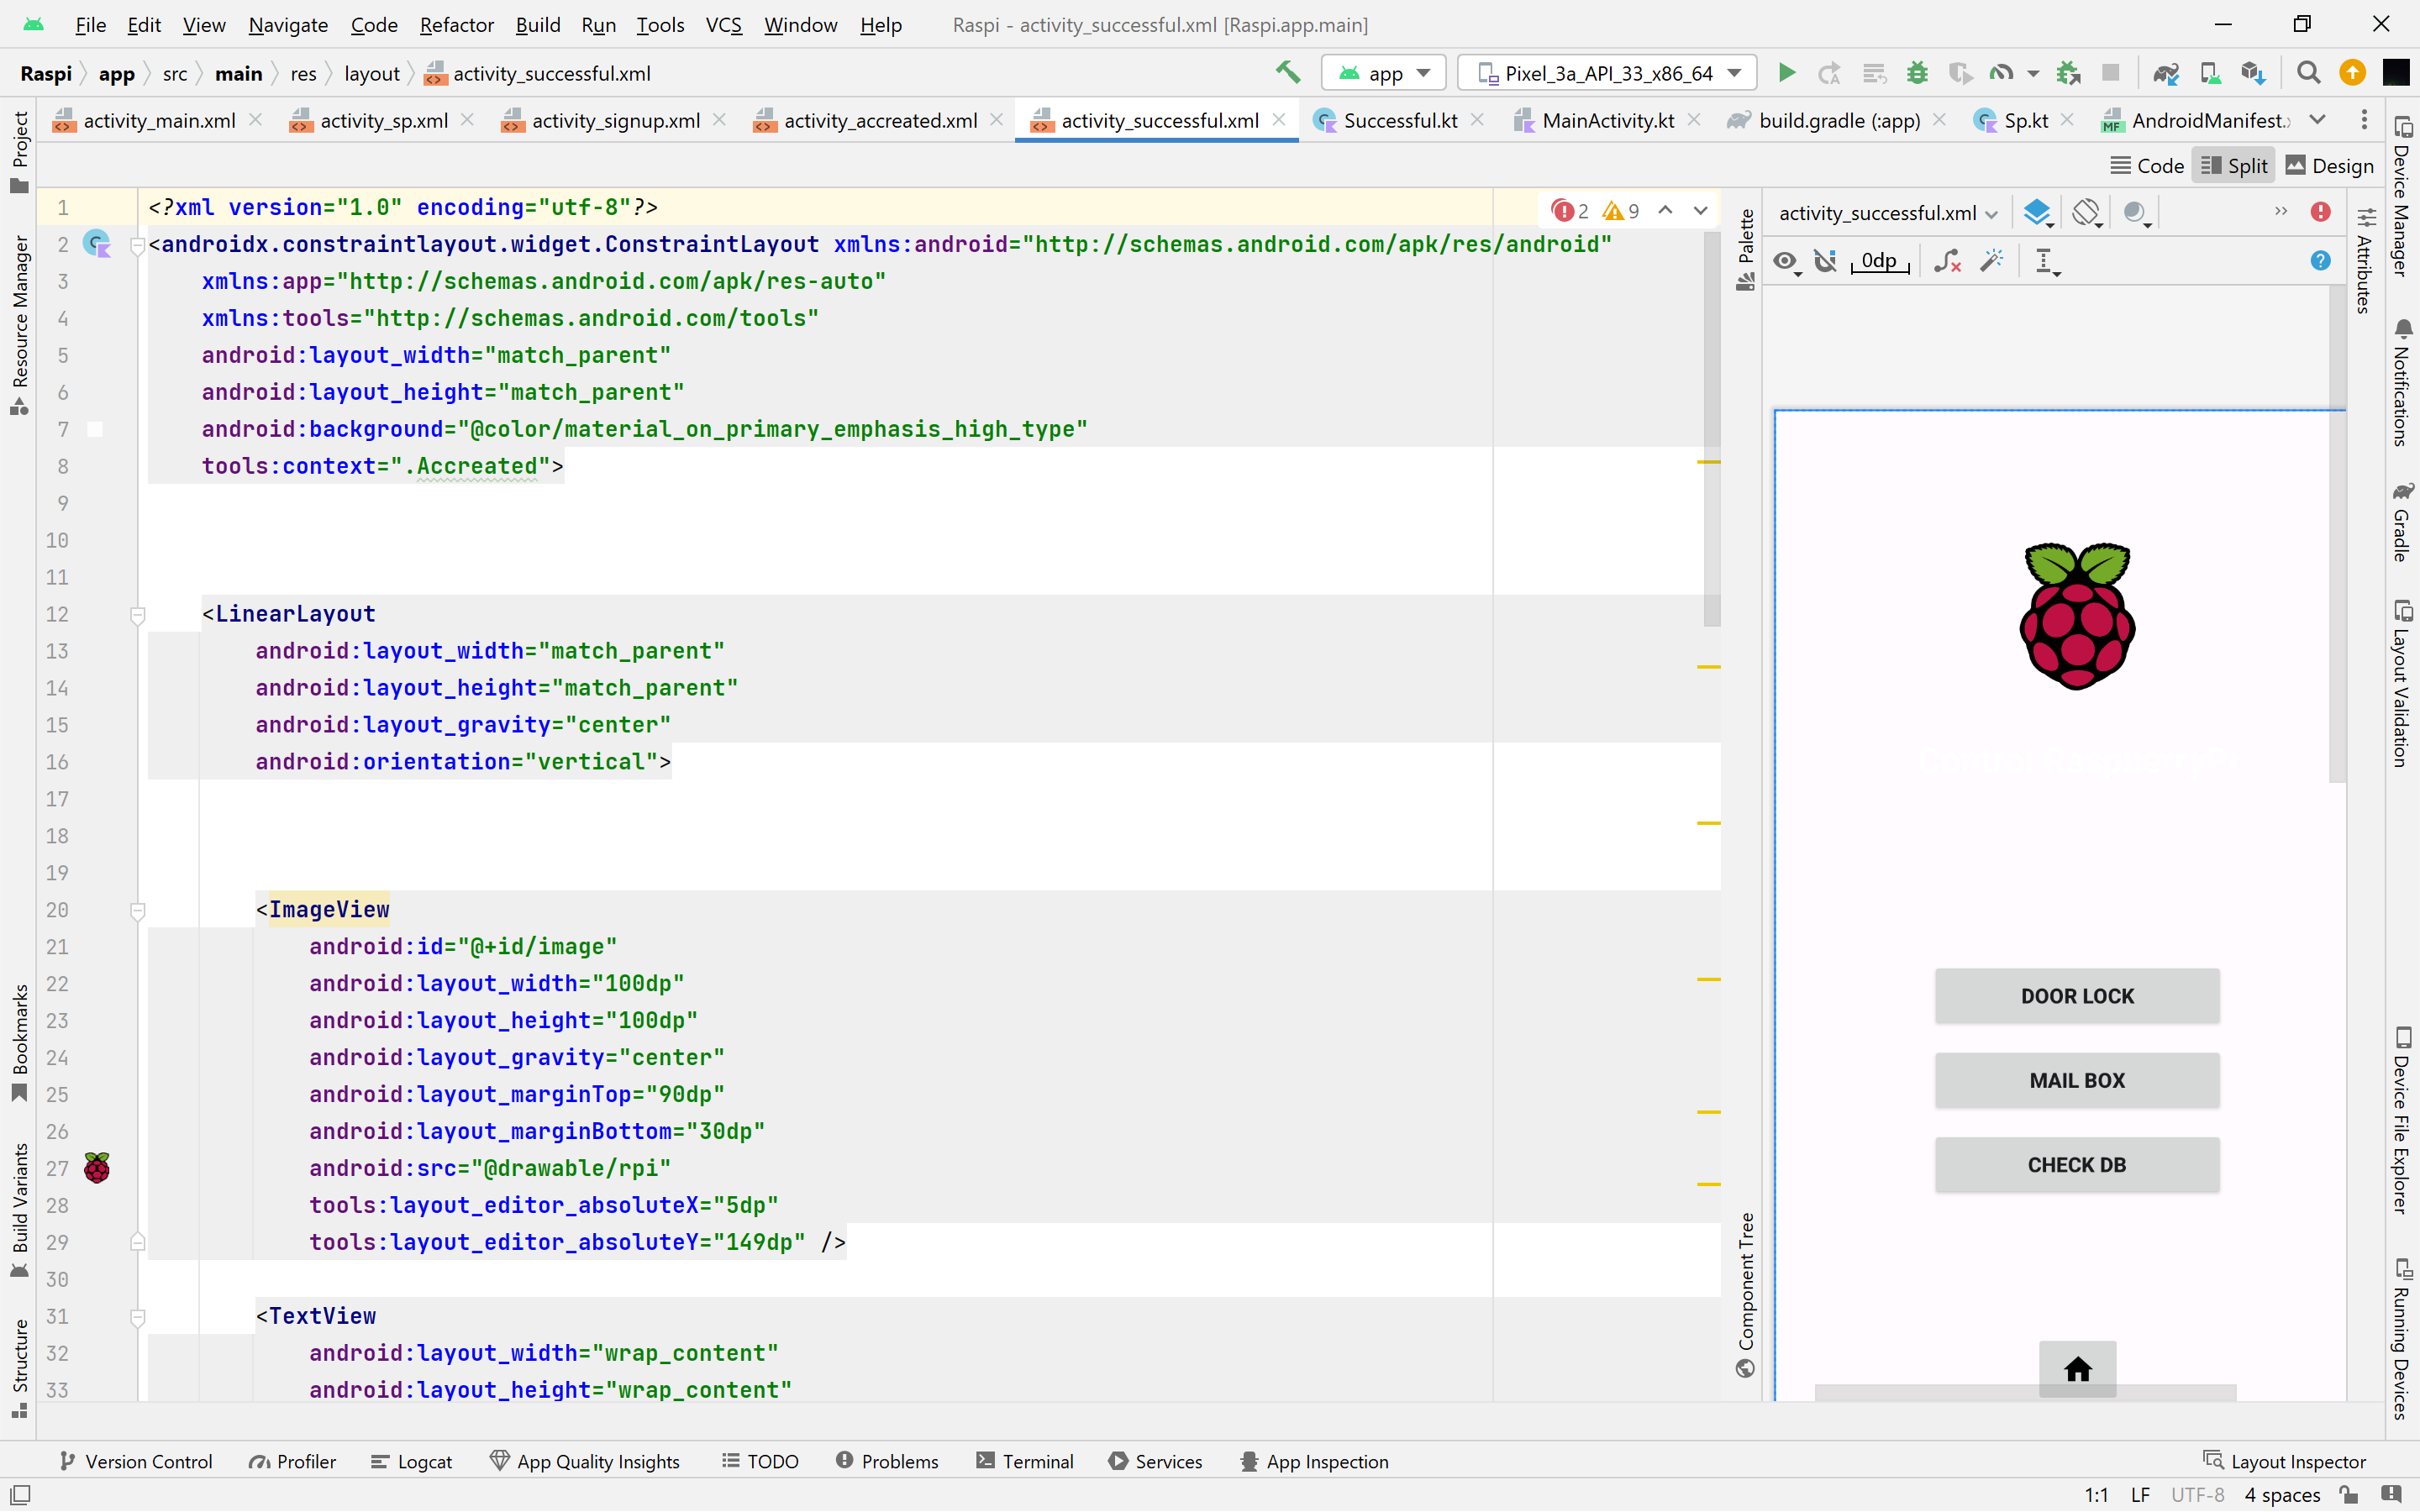 File Edit View Navigate Code Refactor Build Run Tools VCS Window Help Raspi - activity_successful.xml [Raspi.app.main]
Raspi app src main res layout activity_successful.xml app Pixel_3a_API_33_x86_64
activity_main.xml activity_sp.xml activity_signup.xml activity_accreated.xml activity_successful.xml Successful.kt MainActivity.kt build.gradle (:app) Sp.kt AndroidManifest.
Code Split Design
Project
Resource Manager
Bookmarks
Build Variants
Structure
1 <?xml version="1.0" encoding="utf-8"?>
2 <androidx.constraintlayout.widget.ConstraintLayout xmlns:android="http://schemas.android.com/apk/res/android"
3 xmlns:app="http://schemas.android.com/apk/res-auto"
4 xmlns:tools="http://schemas.android.com/tools"
5 android:layout_width="match_parent"
6 android:layout_height="match_parent"
7 android:background="@color/material_on_primary_emphasis_high_type"
8 tools:context=".Accreated">
9
10
11
12 <LinearLayout
13 android:layout_width="match_parent"
14 android:layout_height="match_parent"
15 android:layout_gravity="center"
16 android:orientation="vertical">
17
18
19
20 <ImageView
21 android:id="@+id/image"
22 android:layout_width="100dp"
23 android:layout_height="100dp"
24 android:layout_gravity="center"
25 android:layout_marginTop="90dp"
26 android:layout_marginBottom="30dp"
27 android:src="@drawable/rpi"
28 tools:layout_editor_absoluteX="5dp"
29 tools:layout_editor_absoluteY="149dp" />
30
31 <TextView
32 android:layout_width="wrap_content"
33 android:layout_height="wrap_content"
2 9
Palette
Component Tree
activity_successful.xml
0dp
DOOR LOCK
MAIL BOX
CHECK DB
Attributes
Device Manager
Notifications
Gradle
Layout Validation
Device File Explorer
Running Devices
Version Control Profiler Logcat App Quality Insights TODO Problems Terminal Services App Inspection Layout Inspector
1:1 LF UTF-8 4 spaces